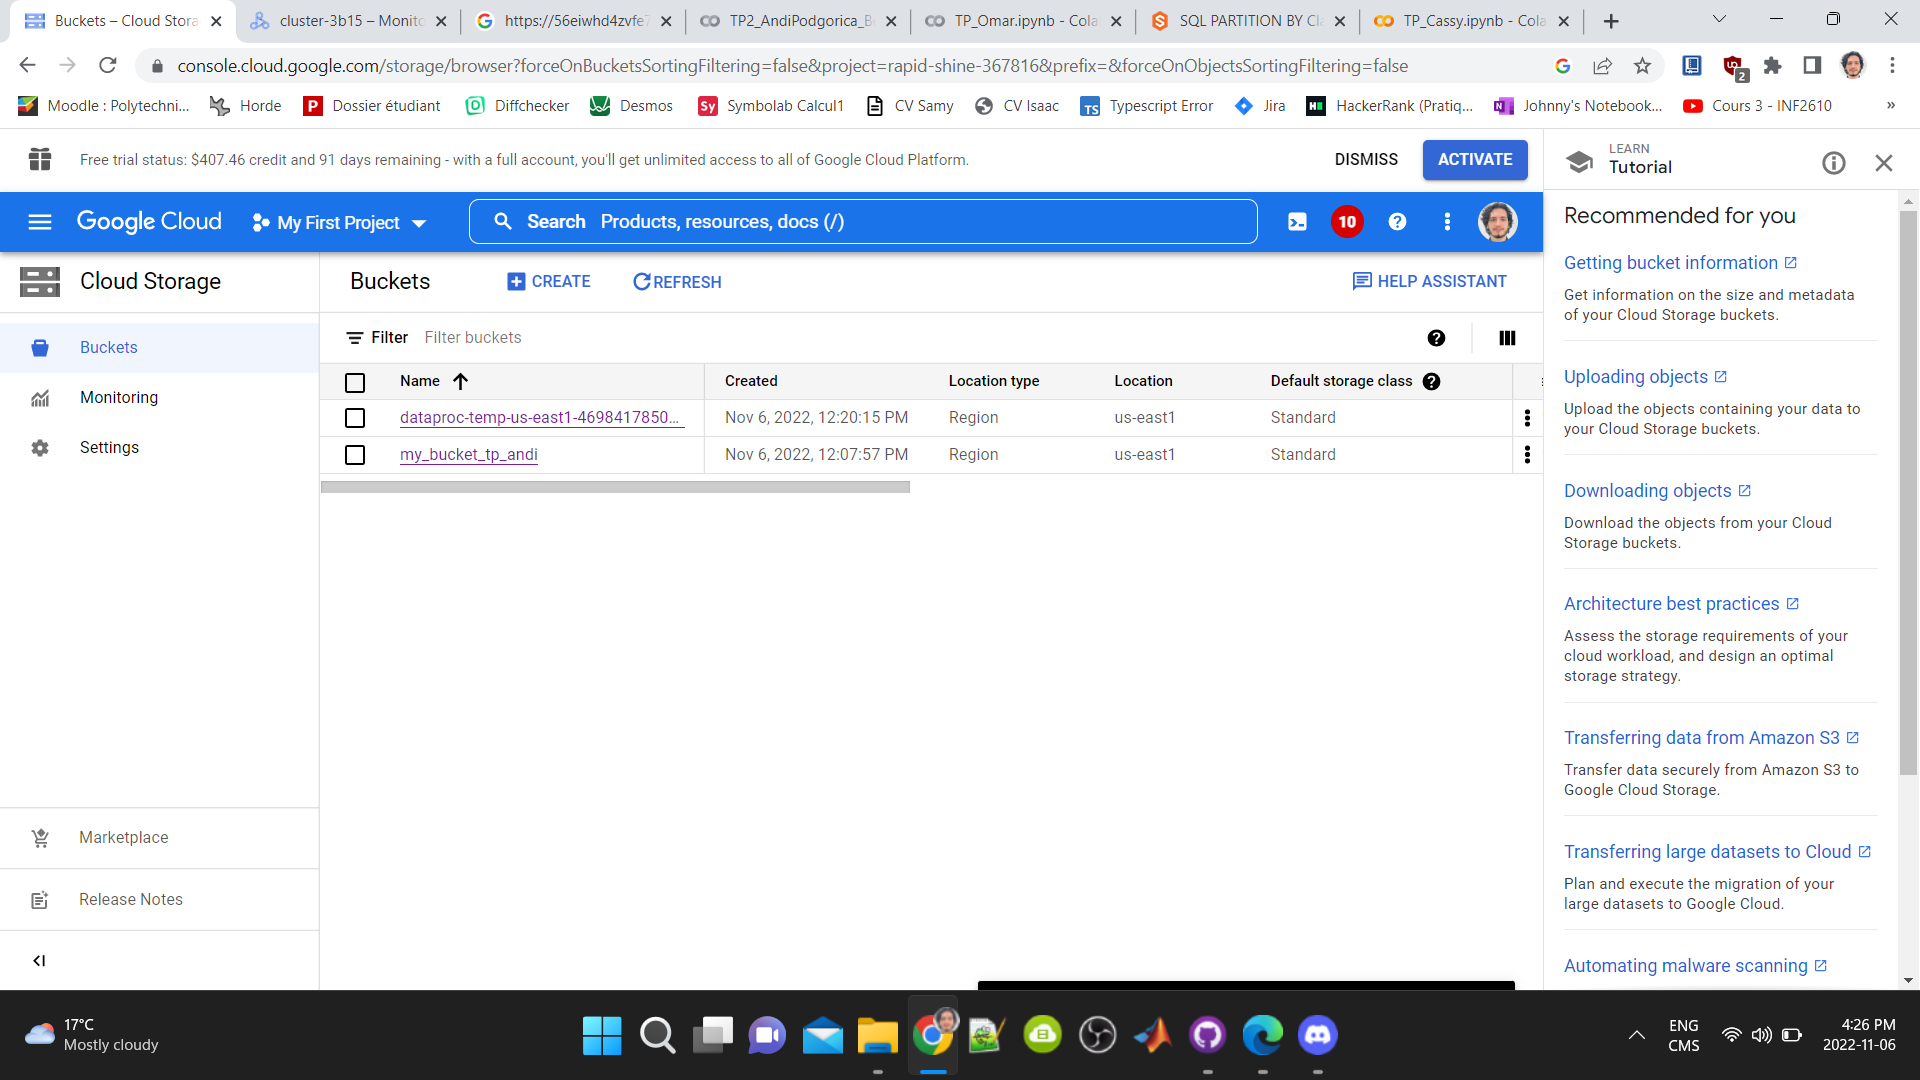 Buckets – Cloud Stora
cluster-3b15 – Monito
https://56eiwhd4zvfe7
TP2_AndiPodgorica_B
TP_Omar.ipynb - Cola
SQL PARTITION BY Cl
TP_Cassy.ipynb - Cola
console.cloud.google.com/storage/browser?forceOnBucketsSortingFiltering=false&project=rapid-shine-367816&prefix=&forceOnObjectsSortingFiltering=false
2
Moodle : Polytechni...
Horde
Dossier étudiant
Diffchecker
Desmos
Sy Symbolab Calcul1
CV Samy
CV Isaac
TS Typescript Error
Jira
HackerRank (Pratiq...
Johnny's Notebook...
Cours 3 - INF2610
»
Free trial status: $407.46 credit and 91 days remaining - with a full account, you'll get unlimited access to all of Google Cloud Platform.
DISMISS
ACTIVATE
LEARN
Tutorial
Google Cloud
My First Project
Search Products, resources, docs (/)
10
Cloud Storage
Buckets
Monitoring
Settings
Marketplace
Release Notes
Buckets
CREATE
REFRESH
HELP ASSISTANT
Filter Filter buckets
Name Created Location type Location Default storage class
dataproc-temp-us-east1-4698417850... Nov 6, 2022, 12:20:15 PM Region us-east1 Standard
my_bucket_tp_andi Nov 6, 2022, 12:07:57 PM Region us-east1 Standard
Recommended for you
Getting bucket information
Get information on the size and metadata
of your Cloud Storage buckets.
Uploading objects
Upload the objects containing your data to
your Cloud Storage buckets.
Downloading objects
Download the objects from your Cloud
Storage buckets.
Architecture best practices
Assess the storage requirements of your
cloud workload, and design an optimal
storage strategy.
Transferring data from Amazon S3
Transfer data securely from Amazon S3 to
Google Cloud Storage.
Transferring large datasets to Cloud
Plan and execute the migration of your
large datasets to Google Cloud.
Automating malware scanning
17°C
Mostly cloudy
ENG
CMS
4:26 PM
2022-11-06